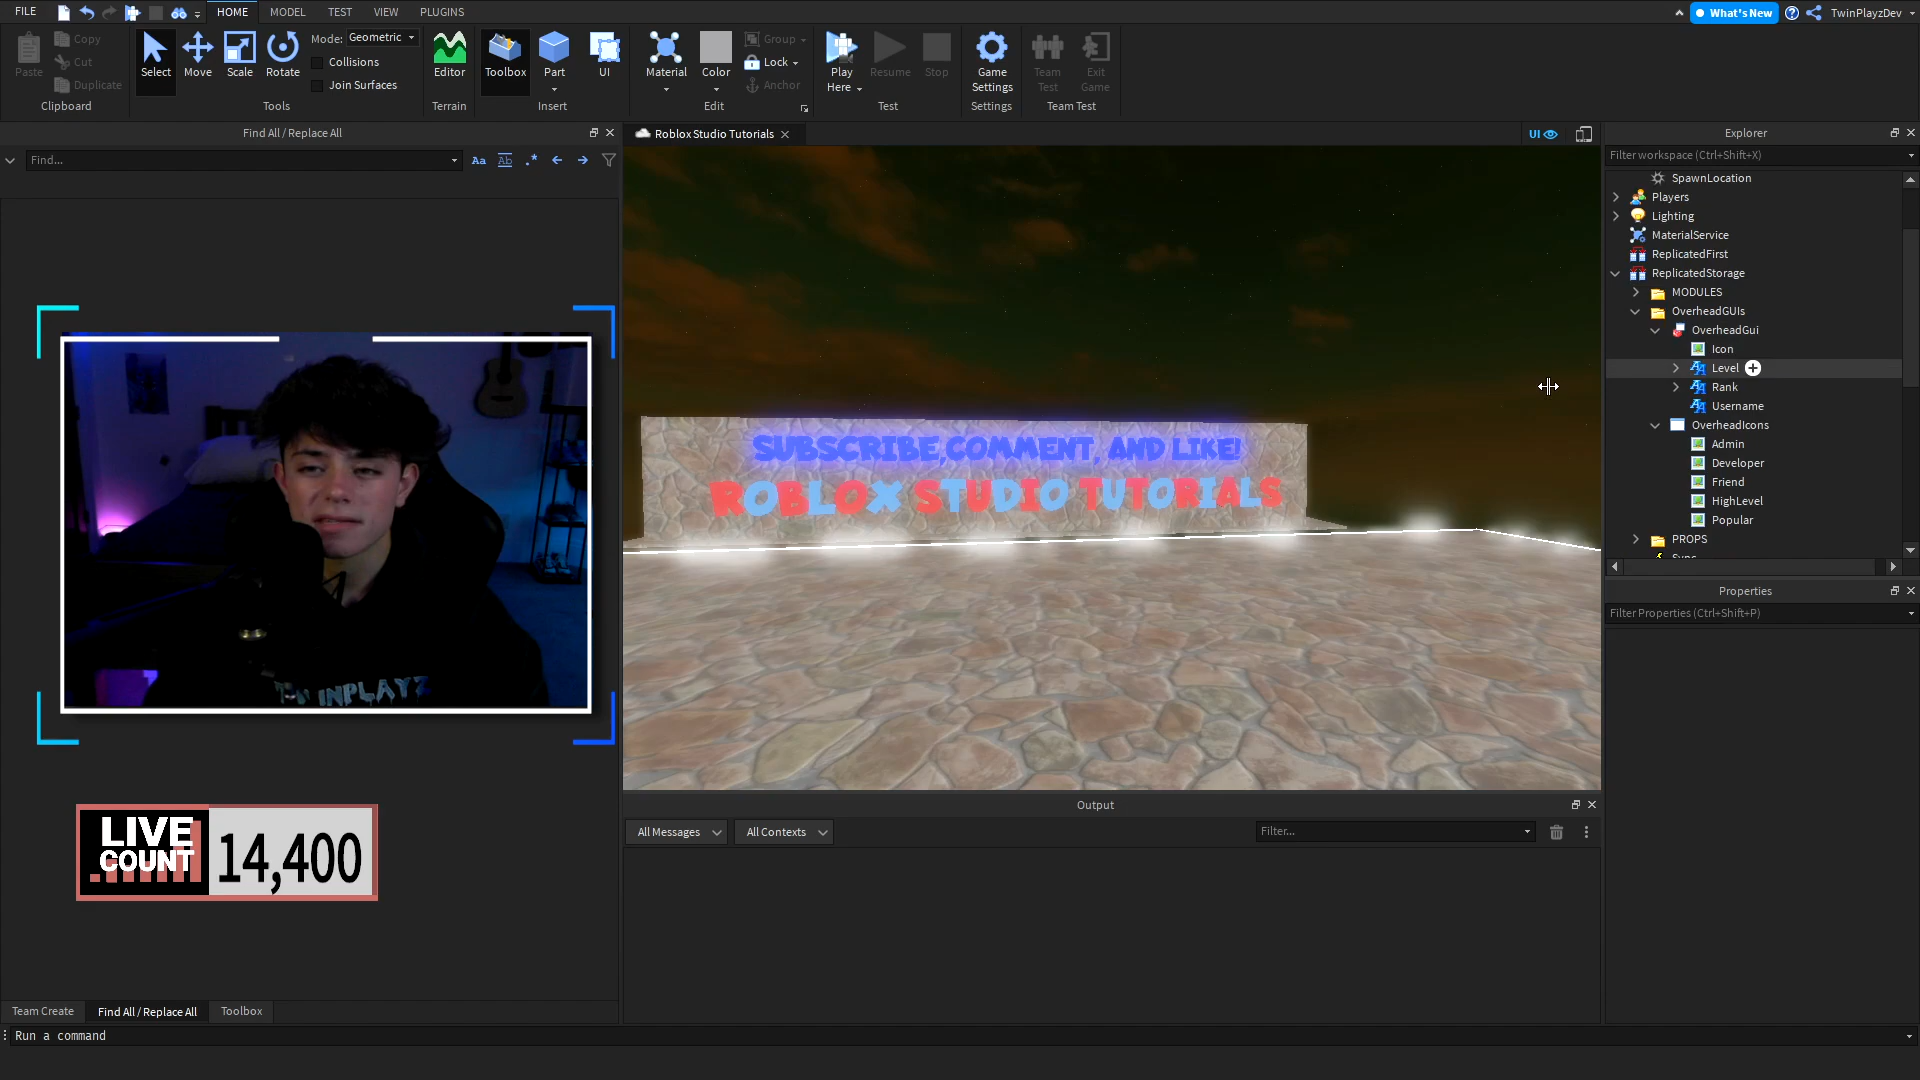 FILE
HOME
MODEL
TEST
VIEW
PLUGINS
What's New
TwinPlayzDev
Paste
Copy
Cut
Duplicate
Clipboard
Select
Move
Scale
Rotate
Mode: Geometric
Collisions
Join Surfaces
Tools
Editor
Terrain
Toolbox
Part
UI
Insert
Material
Color
Group
Lock
Anchor
Edit
Play
Here
Resume
Stop
Test
Game
Settings
Settings
Team
Test
Exit
Game
Team Test
Find All / Replace All
Find...
Aa
Ab
.*
Roblox Studio Tutorials
UI
SUBSCRIBE,COMMENT, AND LIKE!
ROBLOX STUDIO TUTORIALS
TWINPLAYZ
LIVE
COUNT
14,400
Output
All Messages
All Contexts
Filter...
Explorer
Filter workspace (Ctrl+Shift+X)
SpawnLocation
Players
Lighting
MaterialService
ReplicatedFirst
ReplicatedStorage
MODULES
OverheadGUIs
OverheadGui
Icon
Level
Rank
Username
OverheadIcons
Admin
Developer
Friend
HighLevel
Popular
PROPS
Sync
Properties
Filter Properties (Ctrl+Shift+P)
Team Create
Find All / Replace All
Toolbox
Run a command